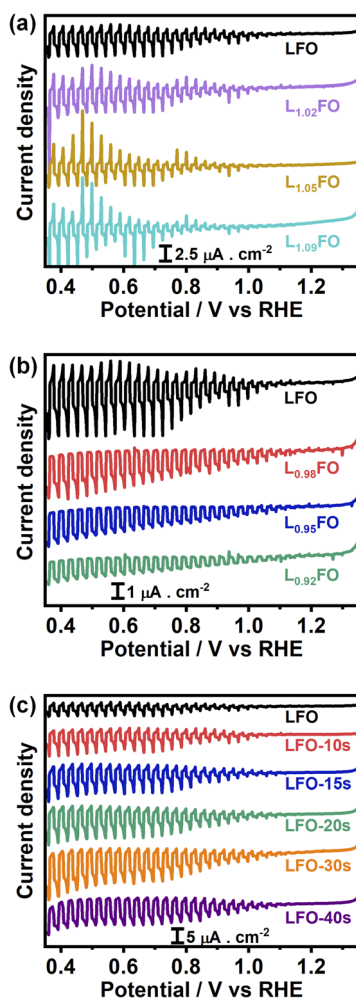 (a)
Current density
LFO
L₁.₀₂FO
L₁.₀₅FO
L₁.₀₉FO
2.5 μA . cm⁻²
0.4 0.6 0.8 1.0 1.2
Potential / V vs RHE
(b)
Current density
LFO
L₀.₉₈FO
L₀.₉₅FO
L₀.₉₂FO
1 μA . cm⁻²
0.4 0.6 0.8 1.0 1.2
Potential / V vs RHE
(c)
Current density
LFO
LFO-10s
LFO-15s
LFO-20s
LFO-30s
LFO-40s
5 μA . cm⁻²
0.4 0.6 0.8 1.0 1.2
Potential / V vs RHE